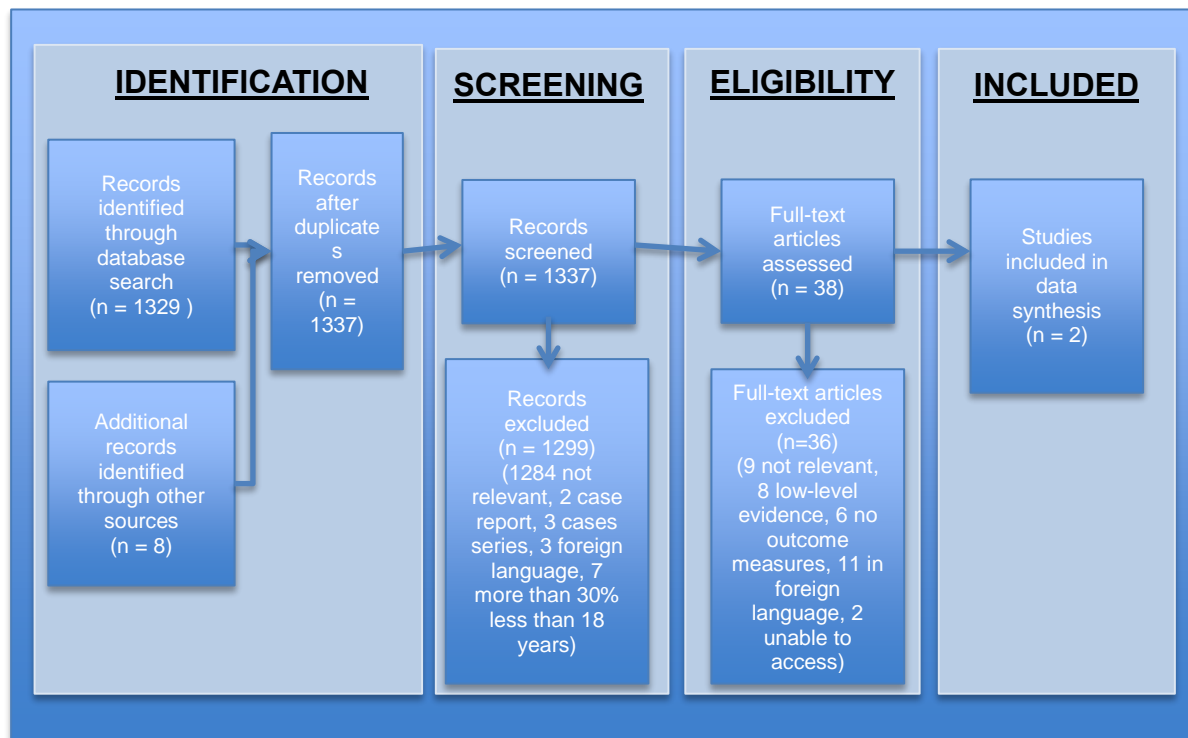 IDENTIFICATION
Records
identified
through
database
search
(n = 1329 )
Additional
records
identified
through other
sources
(n = 8)
Records
after
duplicate
s
removed
(n =
1337)
SCREENING
Records
screened
(n = 1337)
Records
excluded
(n = 1299)
(1284 not
relevant, 2 case
report, 3 cases
series, 3 foreign
language, 7
more than 30%
less than 18
years)
ELIGIBILITY
Full-text
articles
assessed
(n = 38)
Full-text articles
excluded
(n=36)
(9 not relevant,
8 low-level
evidence, 6 no
outcome
measures, 11 in
foreign
language, 2
unable to
access)
INCLUDED
Studies
included in
data
synthesis
(n = 2)